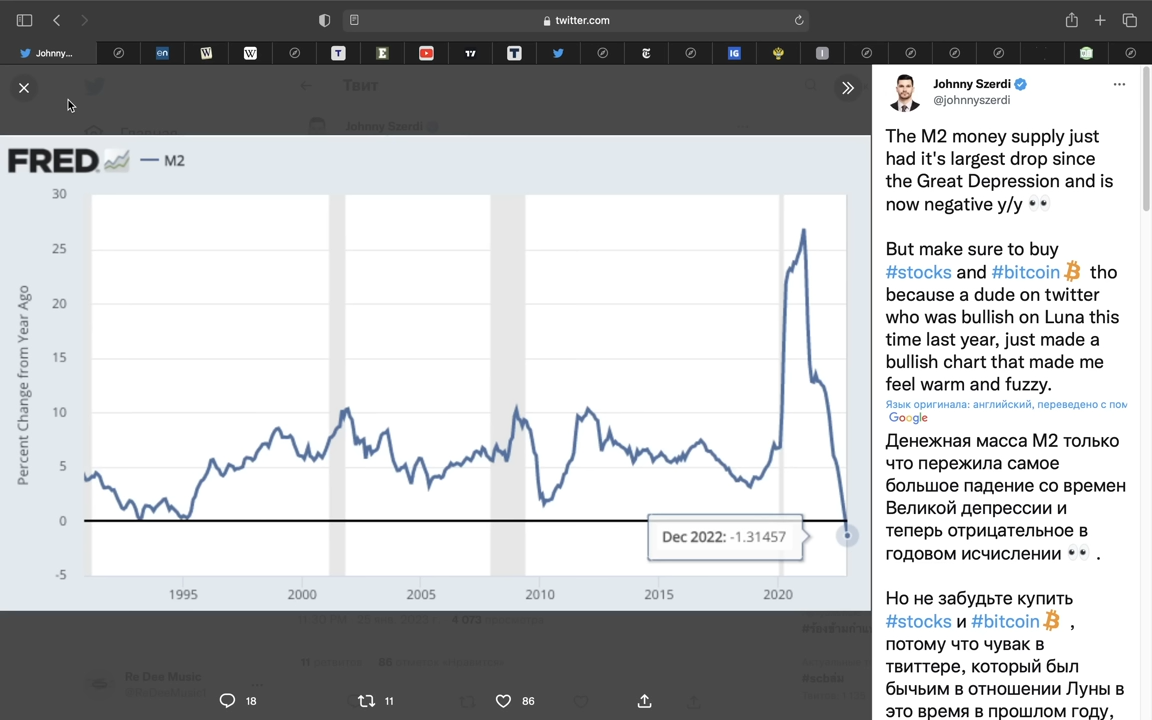 twitter.com
Johnny...
Твит
Johnny Szerdi
FRED
M2
Percent Change from Year Ago
30
25
20
15
10
5
0
-5
Dec 2022: -1.31457
1995
2000
2005
2010
2015
2020
Re Dee Music
18
11
86
Johnny Szerdi
@johnnyszerdi
The M2 money supply just
had it's largest drop since
the Great Depression and is
now negative y/y 👀
But make sure to buy
#stocks and #bitcoin tho
because a dude on twitter
who was bullish on Luna this
time last year, just made a
bullish chart that made me
feel warm and fuzzy.
Язык оригинала: английский, переведено с пом
Google
Денежная масса M2 только
что пережила самое
большое падение со времен
Великой депрессии и
теперь отрицательное в
годовом исчислении 👀 .
Но не забудьте купить
#stocks и #bitcoin ,
потому что чувак в
твиттере, который был
бычьим в отношении Луны в
это время в прошлом году,